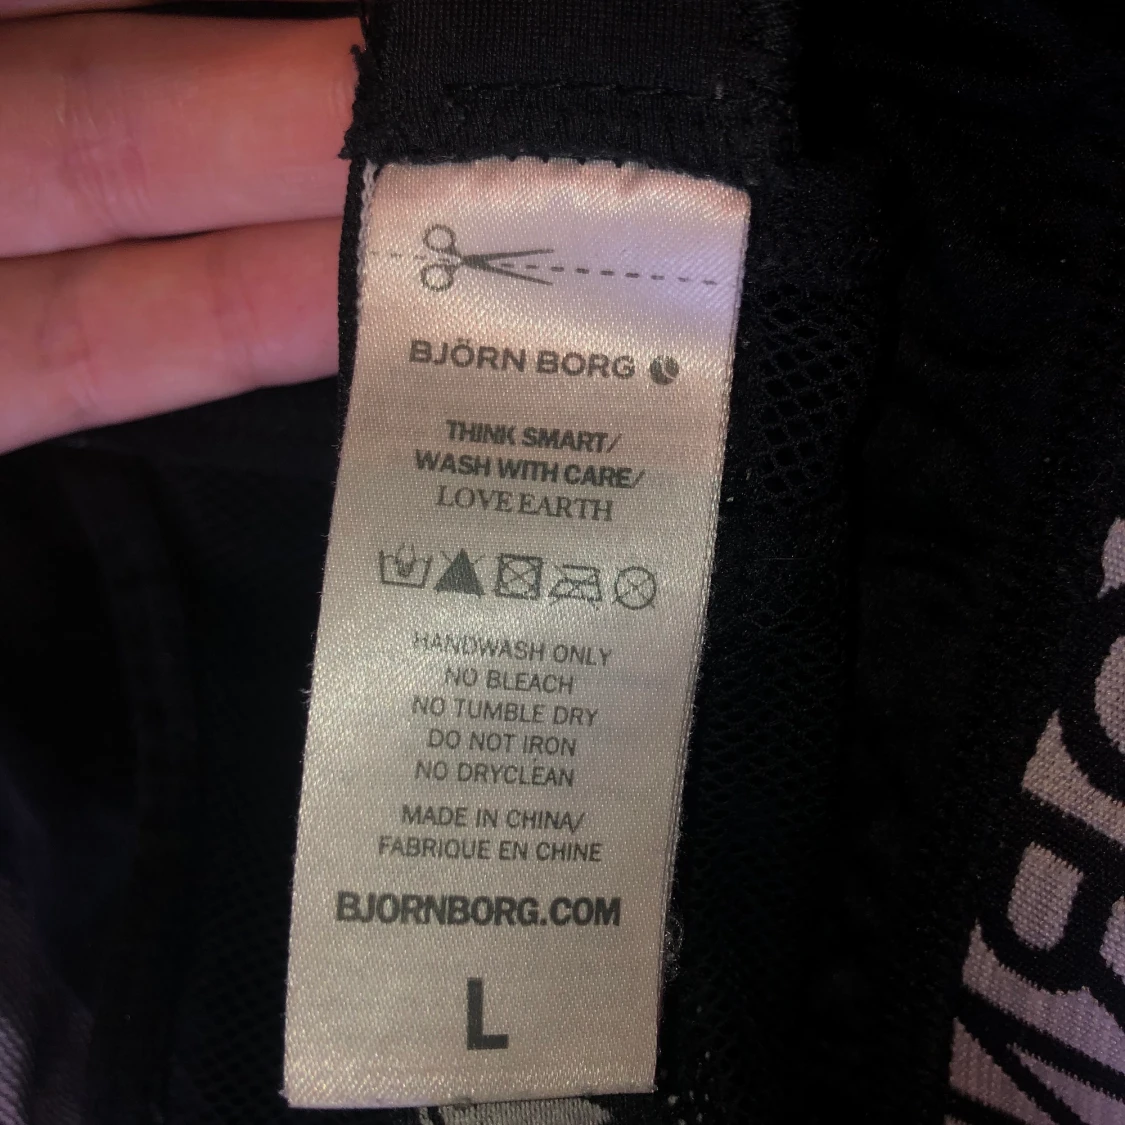 BJÖRN BORG
THINK SMART/
WASH WITH CARE/
LOVE EARTH
HANDWASH ONLY
NO BLEACH
NO TUMBLE DRY
DO NOT IRON
NO DRYCLEAN
MADE IN CHINA/
FABRIQUE EN CHINE
BJORNBORG.COM
L